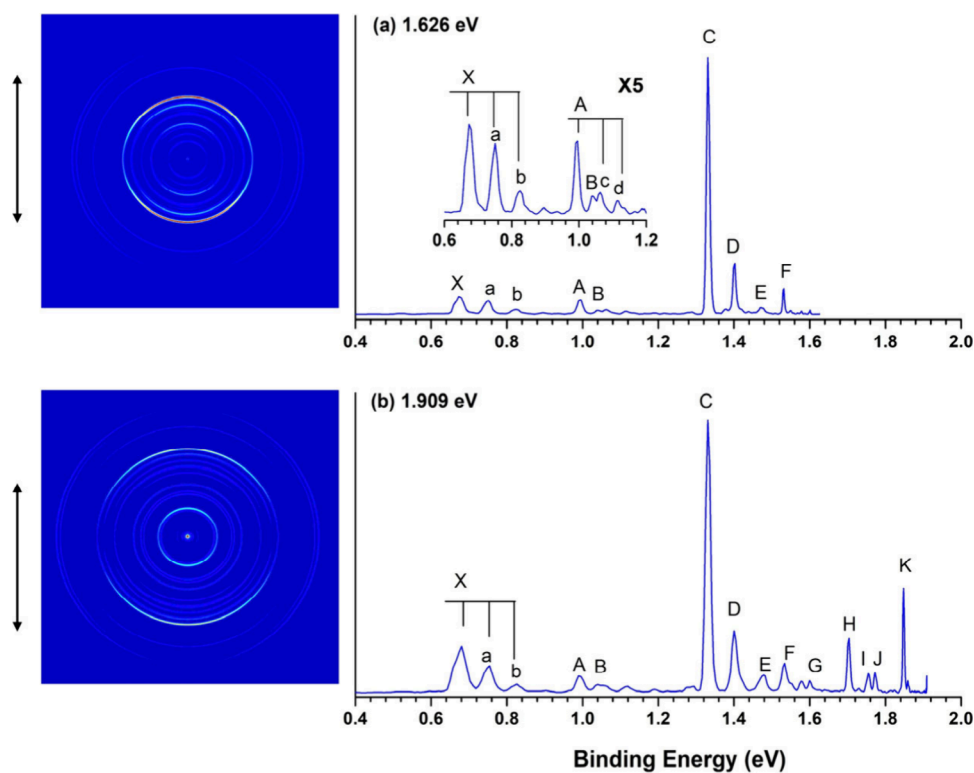 (a) 1.626 eV
C
X
X5
a
A
b
B c
d
0.6 0.8 1.0 1.2
D
F
X
a
b
A
B
E
0.4 0.6 0.8 1.0 1.2 1.4 1.6 1.8 2.0
(b) 1.909 eV
C
K
X
D
H
a
b
A
B
E
F
G
I
J
0.4 0.6 0.8 1.0 1.2 1.4 1.6 1.8 2.0
Binding Energy (eV)